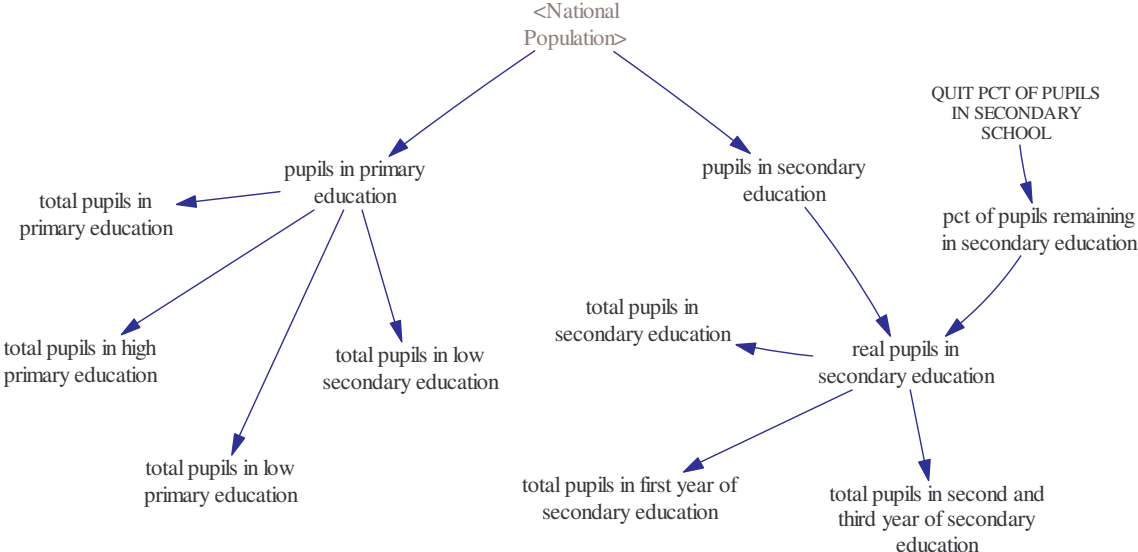 <National
Population>
QUIT PCT OF PUPILS
IN SECONDARY
SCHOOL
pupils in primary
education
pupils in secondary
education
total pupils in
primary education
pct of pupils remaining
in secondary education
total pupils in
secondary education
total pupils in high
primary education
total pupils in low
secondary education
real pupils in
secondary education
total pupils in low
primary education
total pupils in first year of
secondary education
total pupils in second and
third year of secondary
education